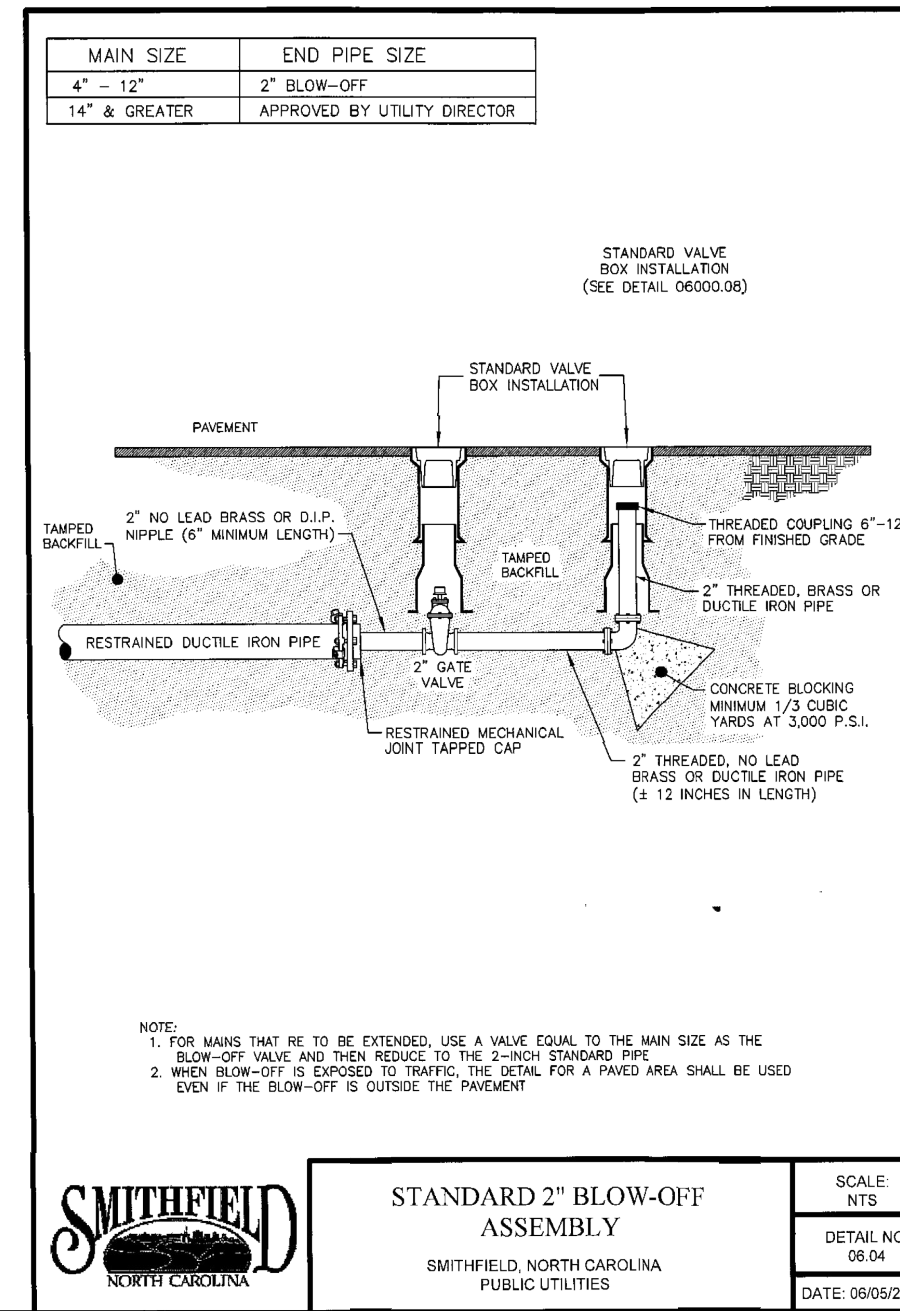 MAIN SIZE END PIPE SIZE
4" - 12" 2" BLOW-OFF
14" & GREATER APPROVED BY UTILITY DIRECTOR
STANDARD VALVE
BOX INSTALLATION
(SEE DETAIL 06000.08)
STANDARD VALVE
BOX INSTALLATION
PAVEMENT
TAMPED
BACKFILL
2" NO LEAD BRASS OR D.I.P.
NIPPLE (6" MINIMUM LENGTH)
TAMPED
BACKFILL
THREADED COUPLING 6"-12
FROM FINISHED GRADE
2" THREADED, BRASS OR
DUCTILE IRON PIPE
RESTRAINED DUCTILE IRON PIPE
2" GATE
VALVE
CONCRETE BLOCKING
MINIMUM 1/3 CUBIC
YARDS AT 3,000 P.S.I.
RESTRAINED MECHANICAL
JOINT TAPPED CAP
2" THREADED, NO LEAD
BRASS OR DUCTILE IRON PIPE
(± 12 INCHES IN LENGTH)
NOTE:
1. FOR MAINS THAT RE TO BE EXTENDED, USE A VALVE EQUAL TO THE MAIN SIZE AS THE
BLOW-OFF VALVE AND THEN REDUCE TO THE 2-INCH STANDARD PIPE
2. WHEN BLOW-OFF IS EXPOSED TO TRAFFIC, THE DETAIL FOR A PAVED AREA SHALL BE USED
EVEN IF THE BLOW-OFF IS OUTSIDE THE PAVEMENT
SMITHFIELD
NORTH CAROLINA
STANDARD 2" BLOW-OFF
ASSEMBLY
SMITHFIELD, NORTH CAROLINA
PUBLIC UTILITIES
SCALE:
NTS
DETAIL NO
06.04
DATE: 06/05/2